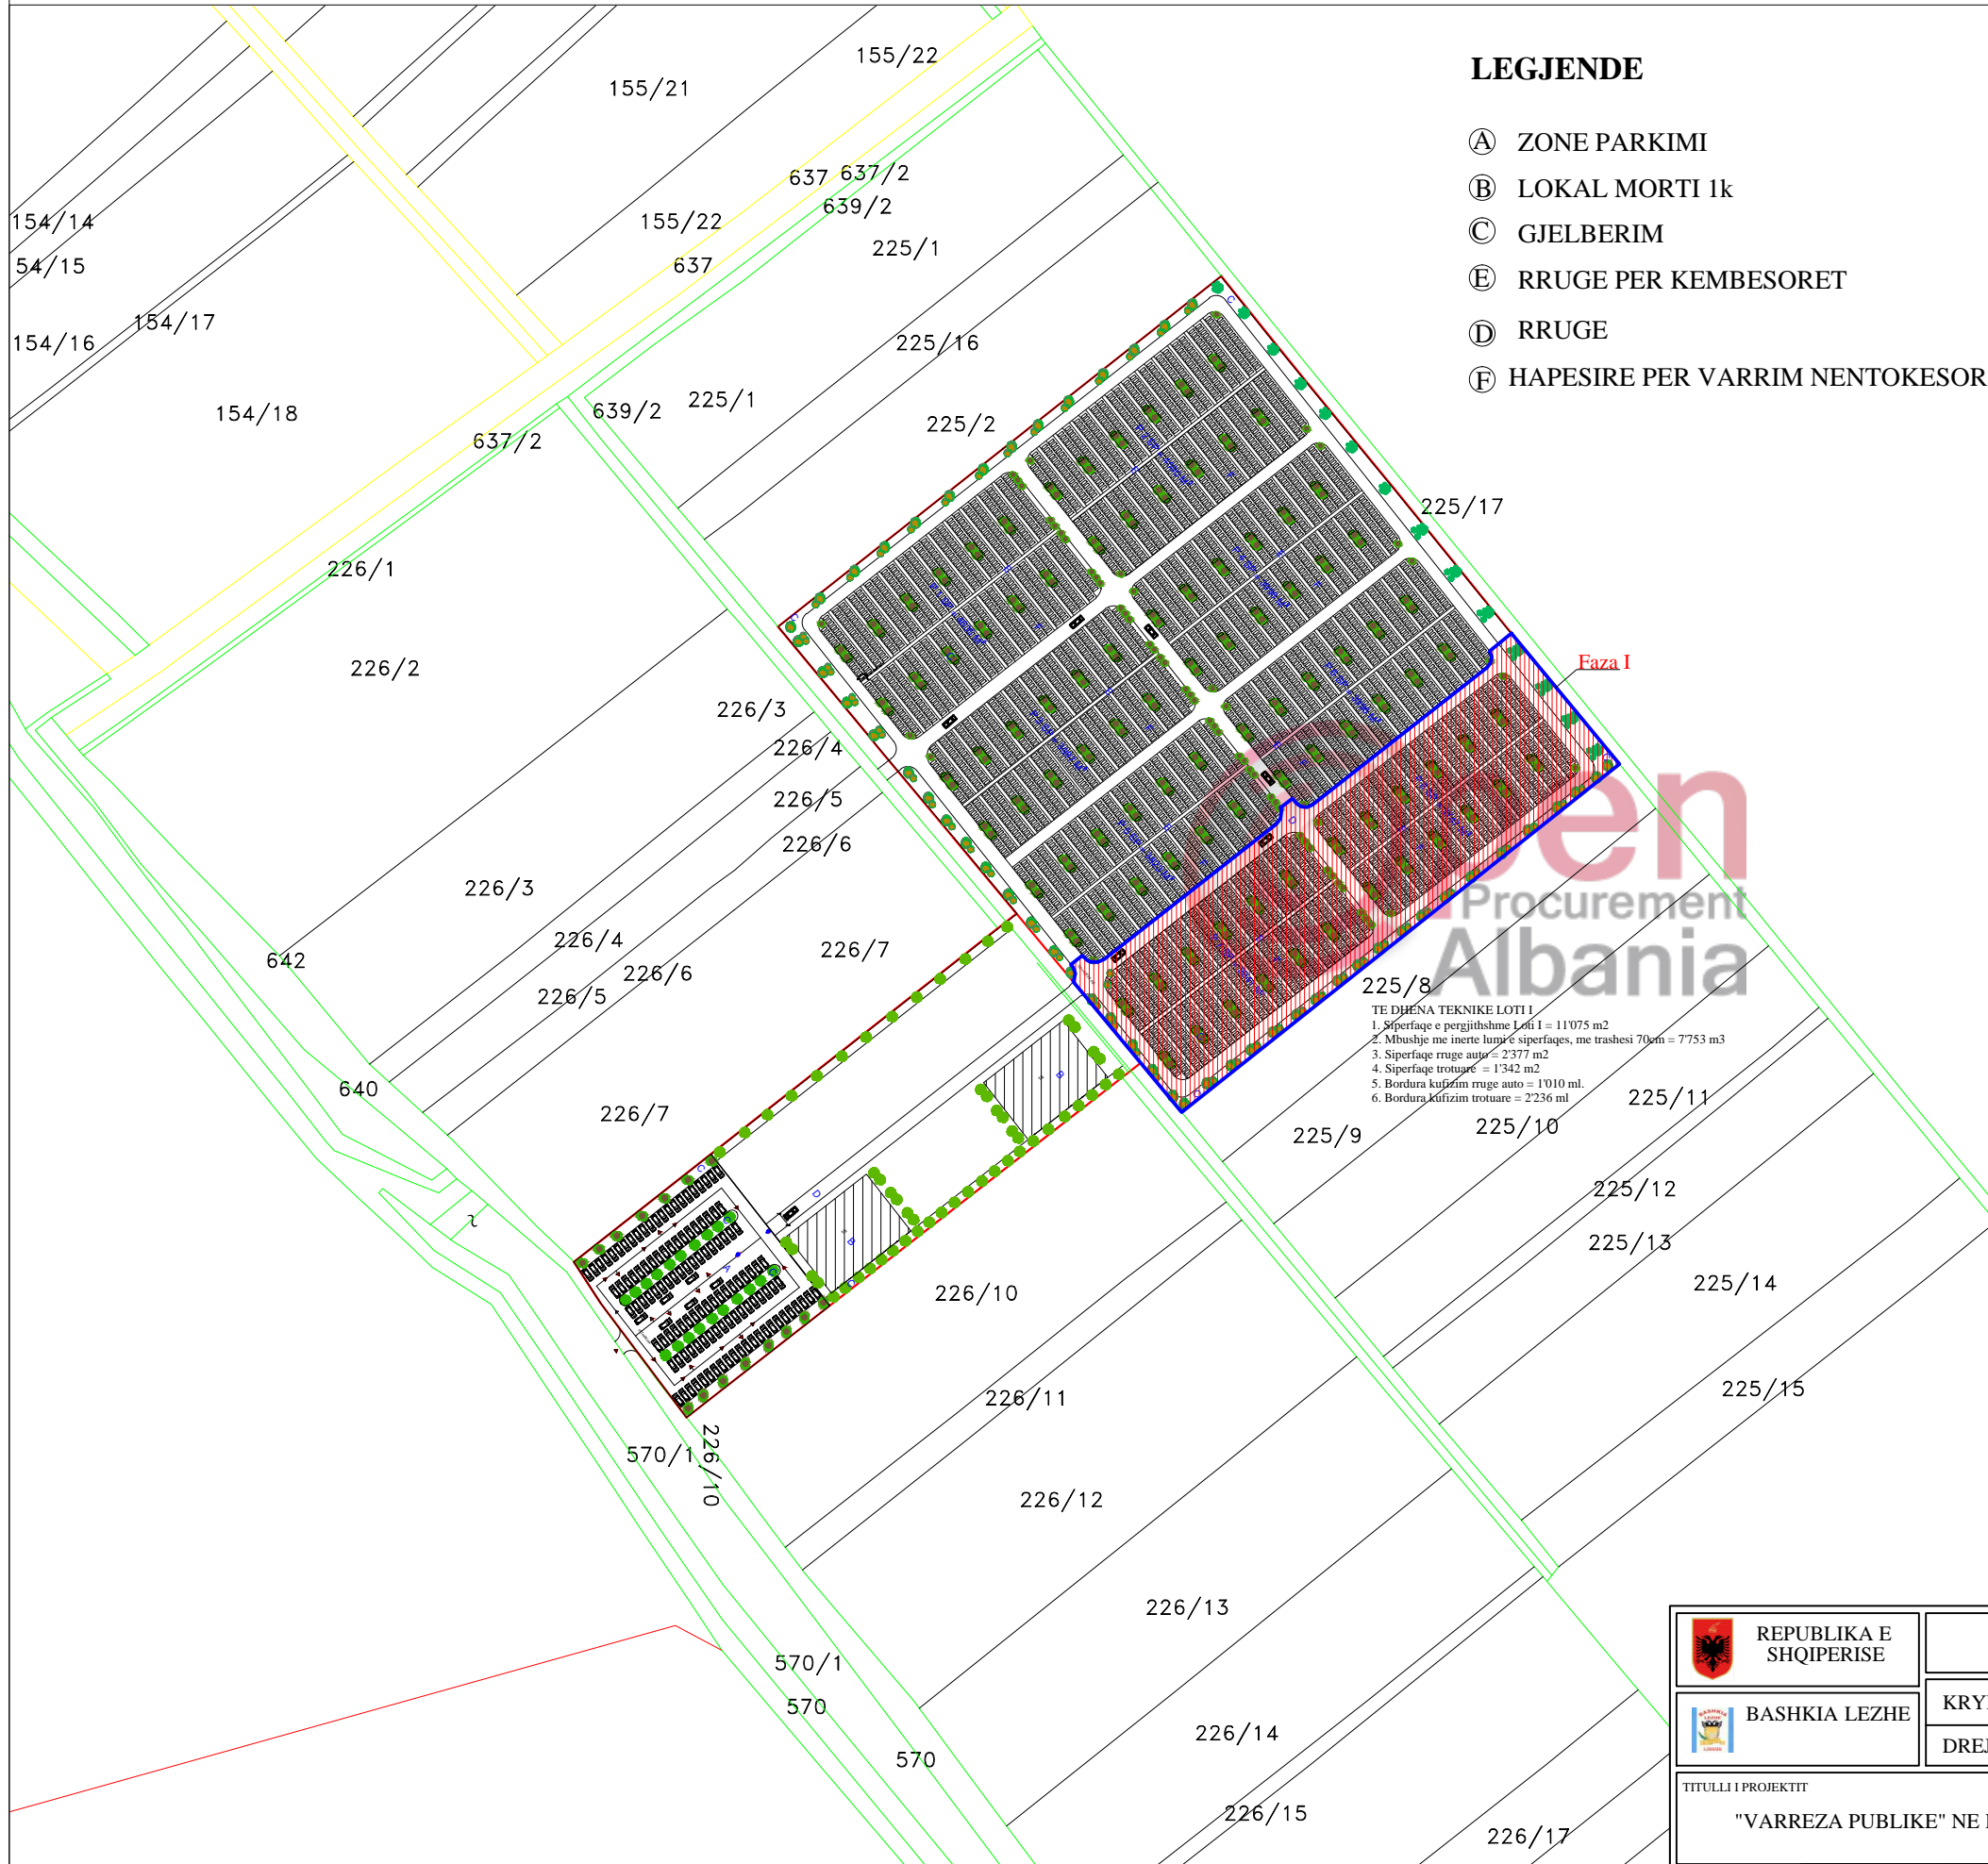 LEGJENDE
Ⓐ ZONE PARKIMI
Ⓑ LOKAL MORTI 1k
Ⓒ GJELBERIM
Ⓔ RRUGE PER KEMBESORET
Ⓓ RRUGE
Ⓕ HAPESIRE PER VARRIM NENTOKESOR
155/22
155/21
637 637/2
639/2
155/22
225/1
637
154/14
54/15
154/17
154/16
225/16
154/18
639/2
225/1
225/2
637/2
225/17
226/1
226/2
Faza I
226/3
226/4
226/5
226/6
226/3
226/4
226/7
642
226/6
226/5
en
Procurement
Albania
225/8
TE DHENA TEKNIKE LOTI I
1. Siperfaqe e pergjithshme Loti I = 11'075 m2
2. Mbushje me inerte lumi e siperfaqes, me trashesi 70cm = 7'753 m3
3. Siperfaqe rruge auto = 2'377 m2
4. Siperfaqe trotuare = 1'342 m2
5. Bordura kufizim rruge auto = 1'010 ml.
6. Bordura kufizim trotuare = 2'236 ml
640
226/7
225/11
225/10
225/9
225/12
225/13
225/14
226/10
225/15
226/11
570/1
226/10
226/12
226/13
570/1
570
226/14
570
226/15
226/17
REPUBLIKA E
SHQIPERISE
BASHKIA LEZHE
KRY
DREJ
TITULLI I PROJEKTIT
"VARREZA PUBLIKE" NE